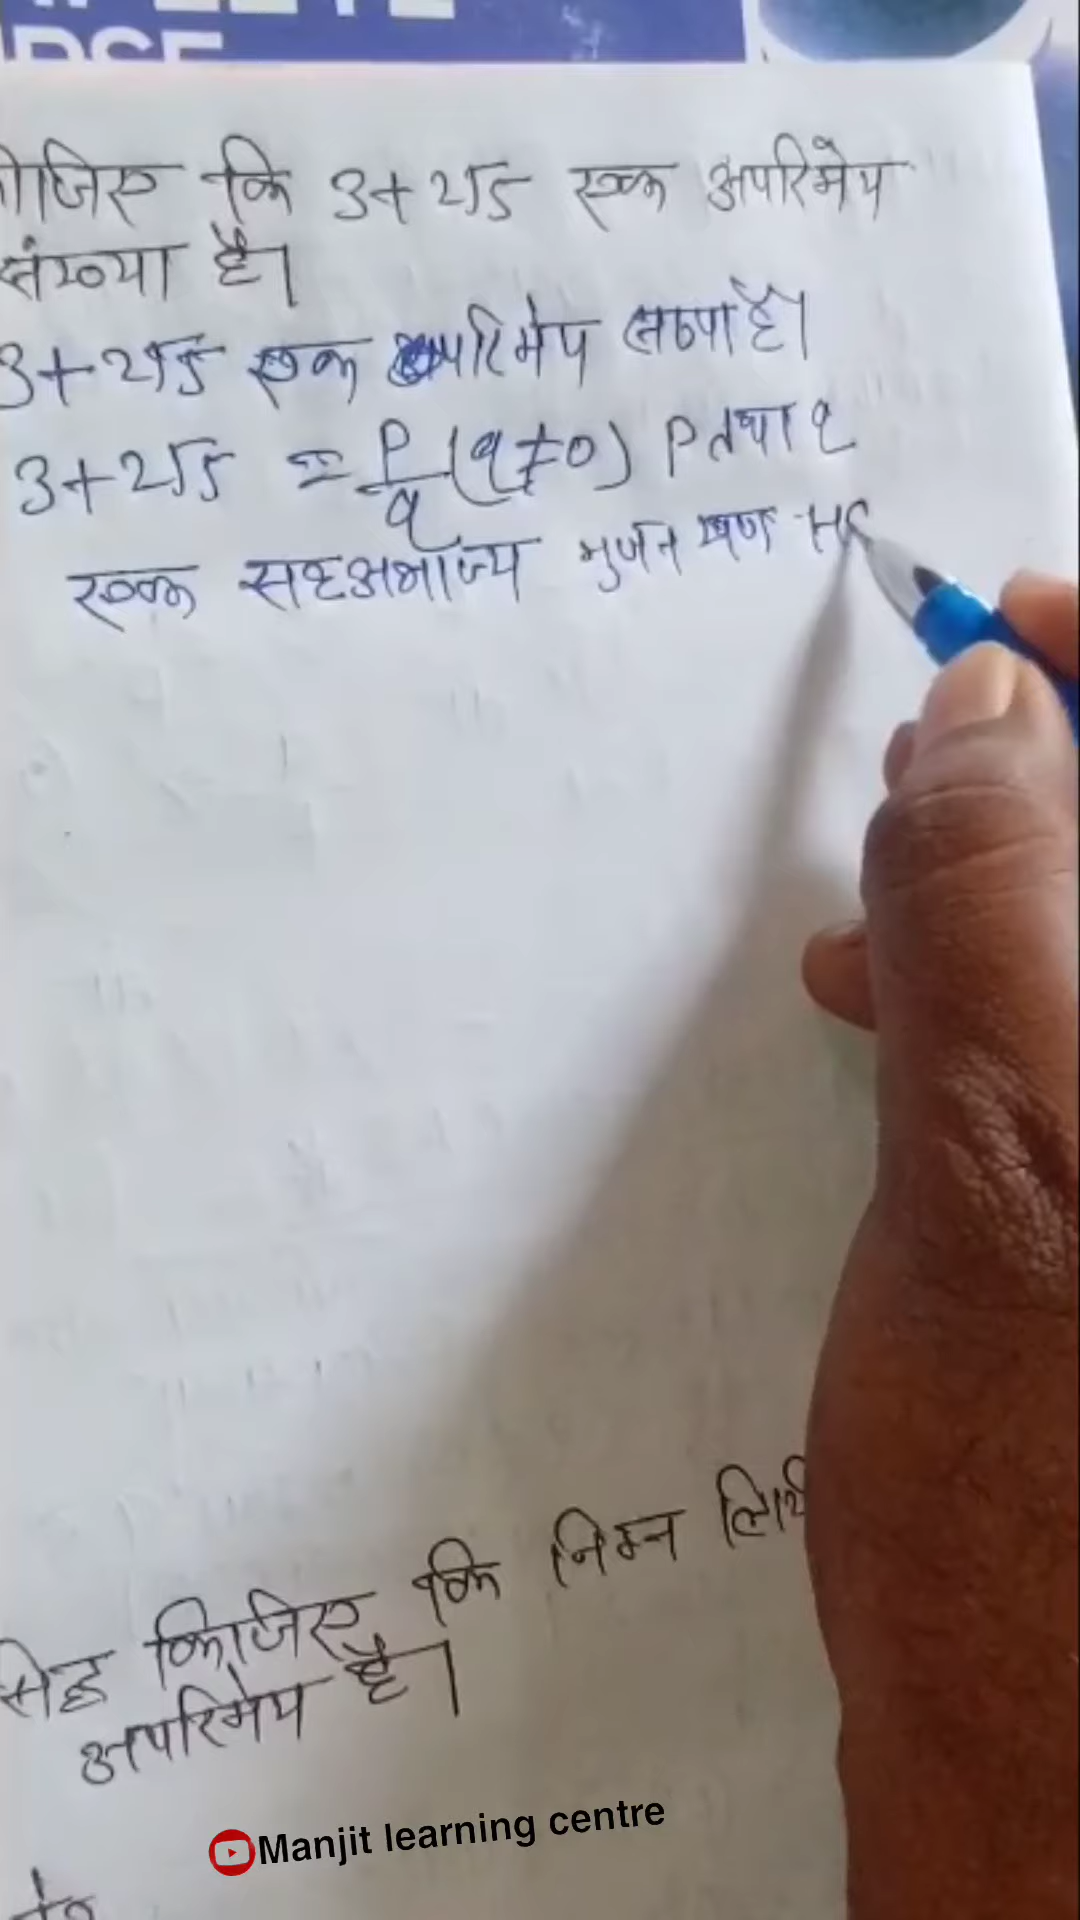 कि 3+2√5 एक अपरिमेय
संख्या है।
3+2√5 एक परिमेय संख्या है।
3+2√5 = p/q (q≠0) p तथा q
एक सहअभाज्य
सिद्ध किजिए कि निम्न
अपरिमेय है।
Manjit learning centre